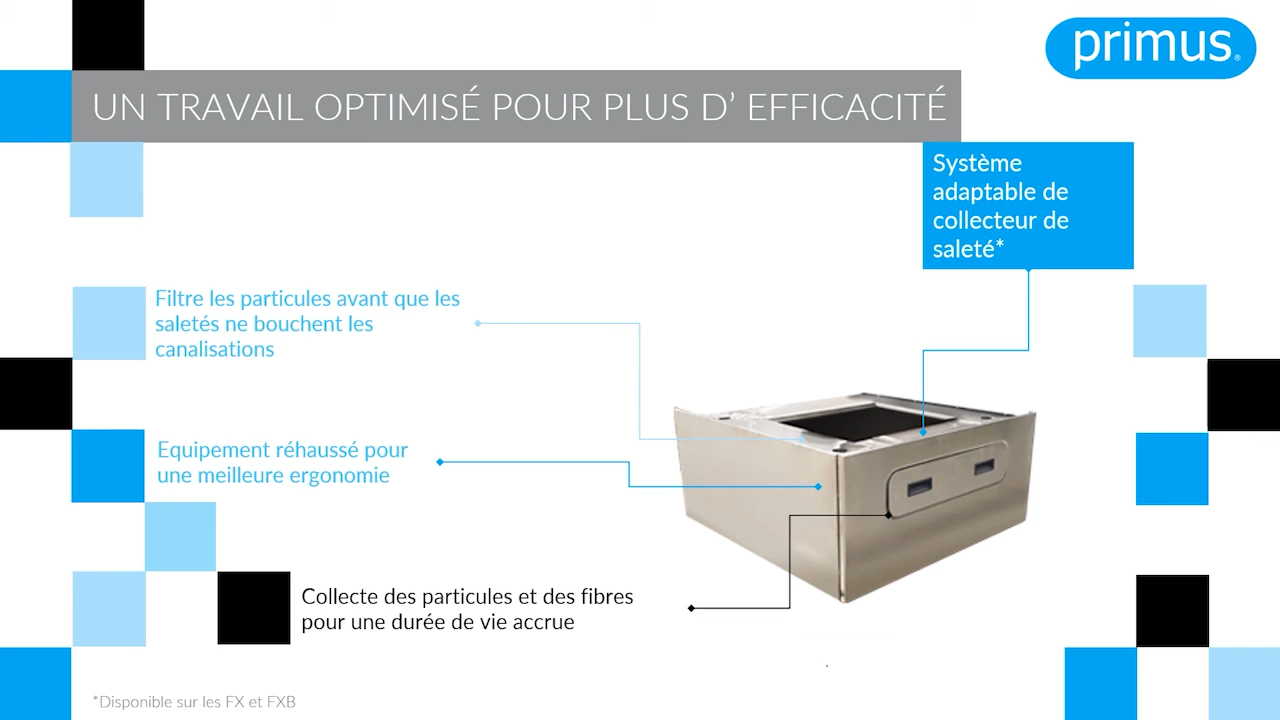 primus®
UN TRAVAIL OPTIMISÉ POUR PLUS D’ EFFICACITÉ
Système
adaptable de
collecteur de
saleté*
Filtre les particules avant que les
saletés ne bouchent les
canalisations
Equipement réhaussé pour
une meilleure ergonomie
Collecte des particules et des fibres
pour une durée de vie accrue
*Disponible sur les FX et FXB